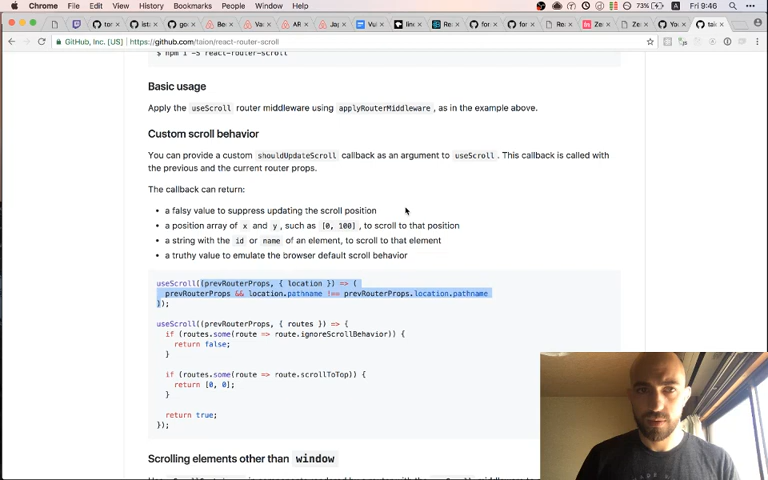 Chrome File Edit View History Bookmarks People Window Help 73% Fri 9:46
GitHub, Inc. [US] https://github.com/taion/react-router-scroll
$ npm i -S react-router-scroll
Basic usage
Apply the useScroll router middleware using applyRouterMiddleware, as in the example above.
Custom scroll behavior
You can provide a custom shouldUpdateScroll callback as an argument to useScroll. This callback is called with
the previous and the current router props.
The callback can return:
• a falsy value to suppress updating the scroll position
• a position array of x and y, such as [0, 100], to scroll to that position
• a string with the id or name of an element, to scroll to that element
• a truthy value to emulate the browser default scroll behavior
useScroll((prevRouterProps, { location }) => (
prevRouterProps && location.pathname !== prevRouterProps.location.pathname
));
useScroll((prevRouterProps, { routes }) => {
if (routes.some(route => route.ignoreScrollBehavior)) {
return false;
}
if (routes.some(route => route.scrollToTop)) {
return [0, 0];
}
return true;
});
Scrolling elements other than window